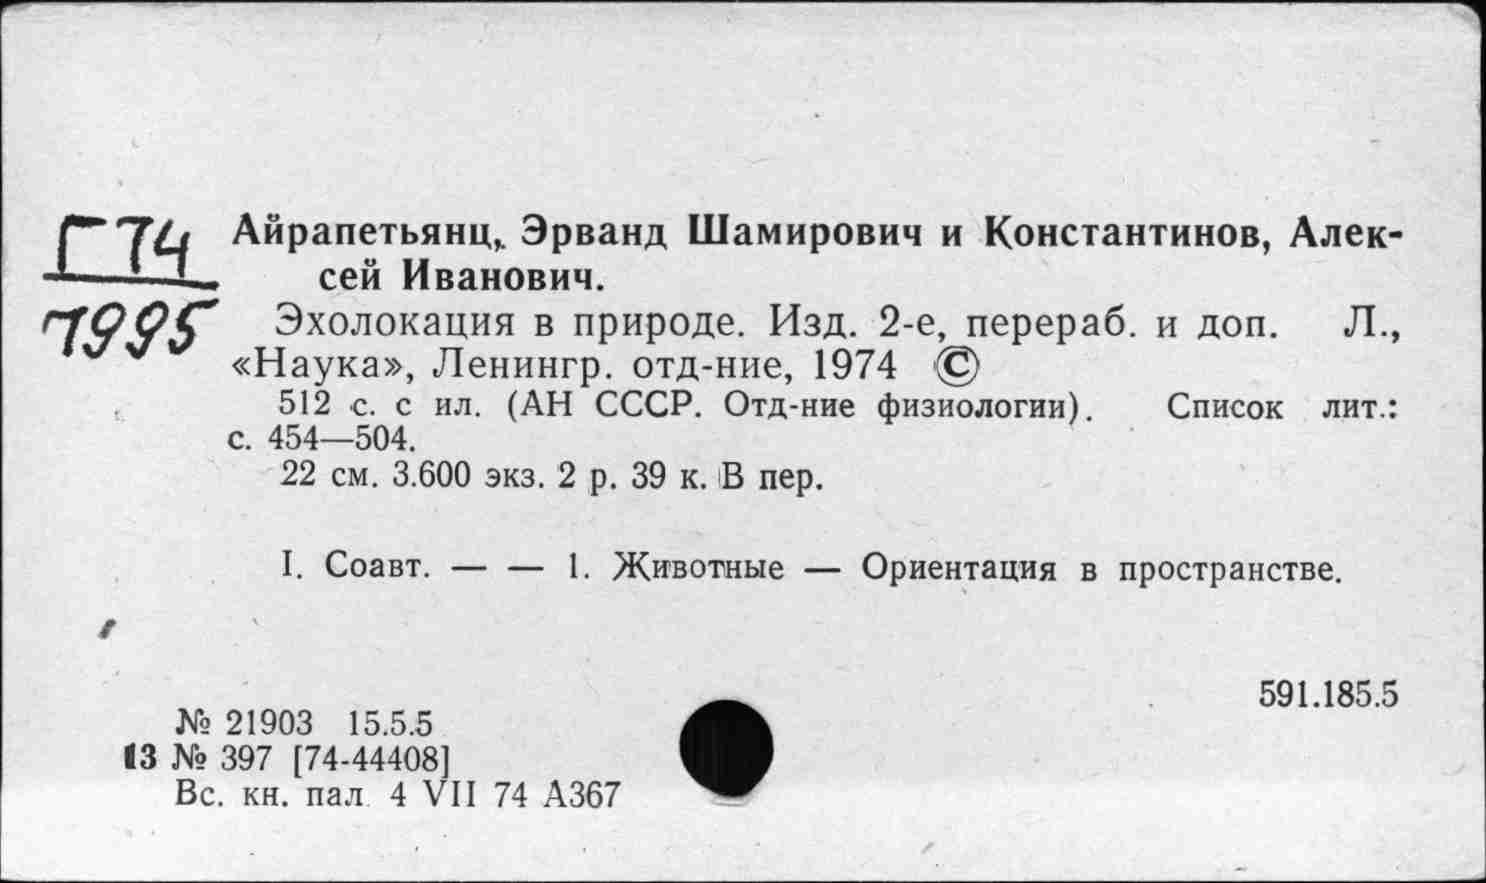 Г74
1995
Айрапетьянц, Эрванд Шамирович и Константинов, Алек-
сей Иванович.
Эхолокация в природе. Изд. 2-е, перераб. и доп. Л.,
«Наука», Ленингр. отд-ние, 1974 ©
512 с. с ил. (АН СССР. Отд-ние физиологии). Список лит.:
с. 454—504.
22 см. 3.600 экз. 2 р. 39 к. В пер.
I. Соавт. — — 1. Животные — Ориентация в пространстве.
591.185.5
№ 21903 15.5.5
13 № 397 [74-44408]
Вс. кн. пал. 4 VII 74 А367